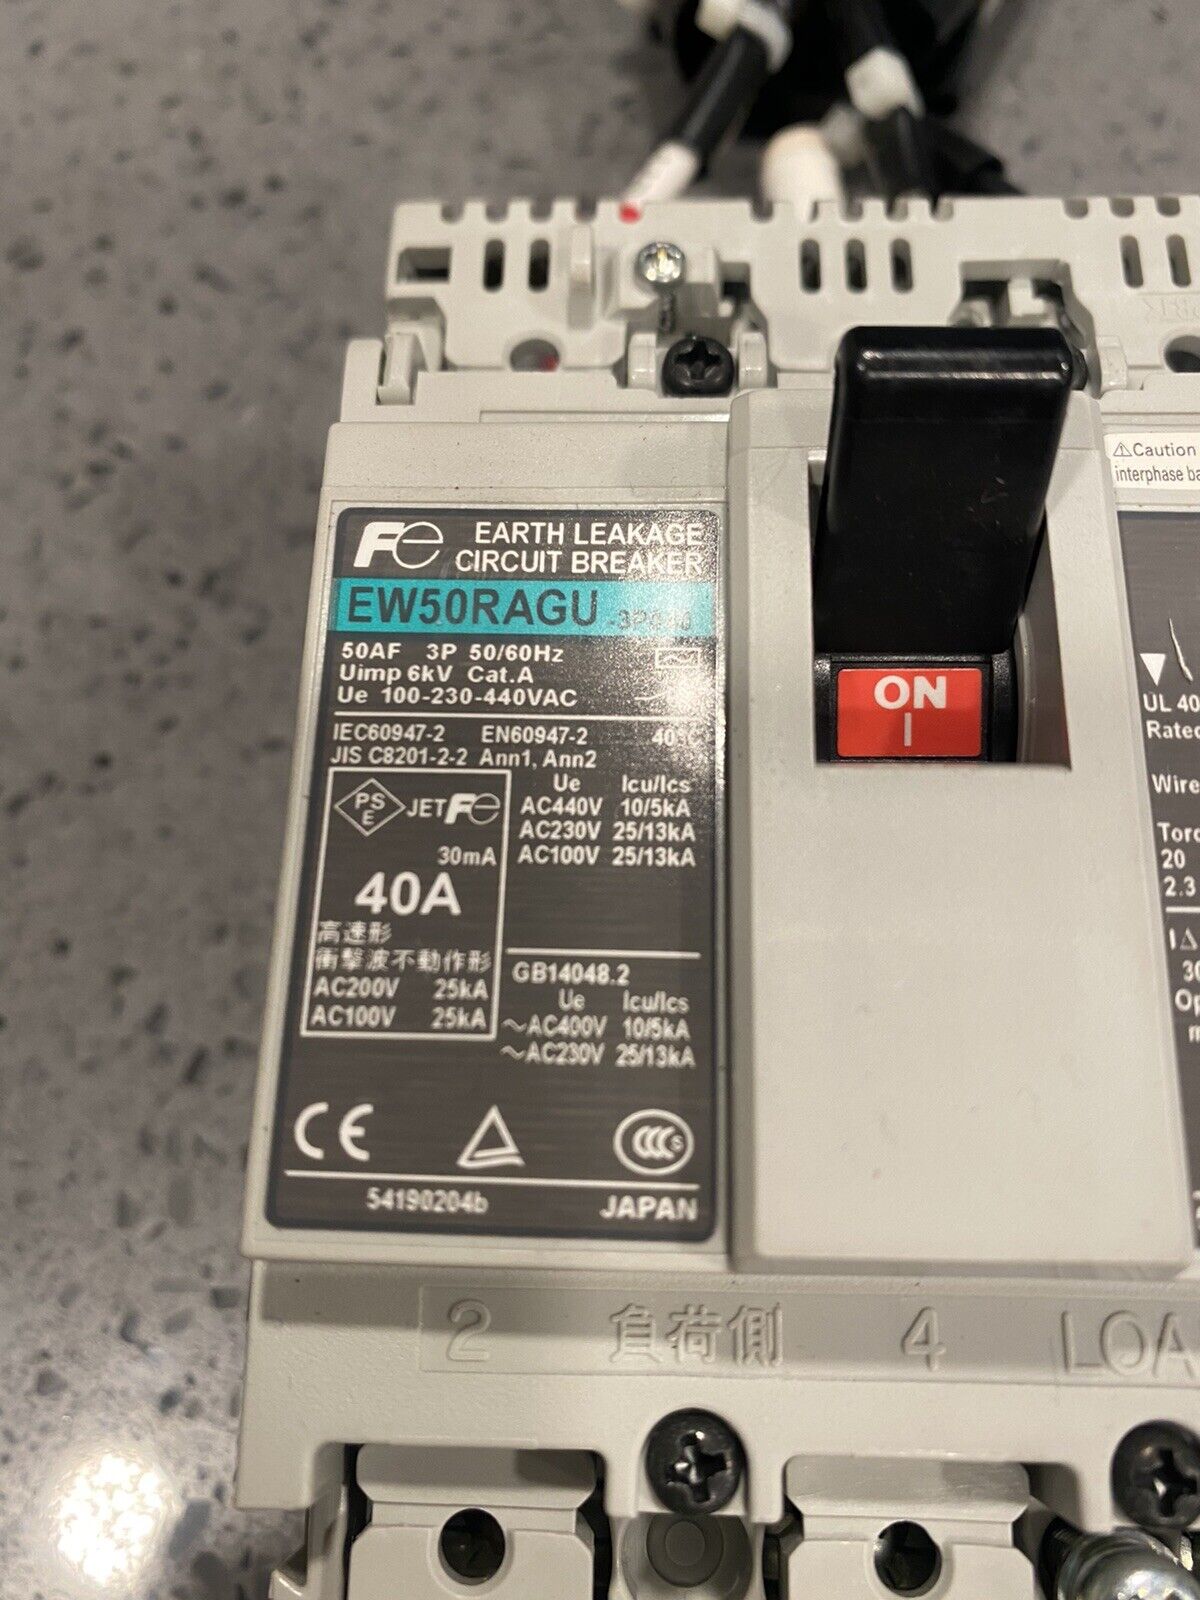 Fe EARTH LEAKAGE
CIRCUIT BREAKER
EW50RAGU
50AF 3P 50/60Hz
Uimp 6kV Cat.A
Ue 100-230-440VAC
IEC60947-2 EN60947-2 40°C
JIS C8201-2-2 Ann1, Ann2
Ue Icu/Ics
AC440V 10/5kA
AC230V 25/13kA
AC100V 25/13kA
PS
E
JET Fe
30mA
40A
高速形
衝撃波不動作形
AC200V 25kA
AC100V 25kA
GB14048.2
Ue Icu/Ics
~AC400V 10/5kA
~AC230V 25/13kA
CE
CCC S
54190204b JAPAN
ON
I
⚠Caution
interphase ba
UL 40
Wire
20
2.3
I△
2 負荷側 4 LOA